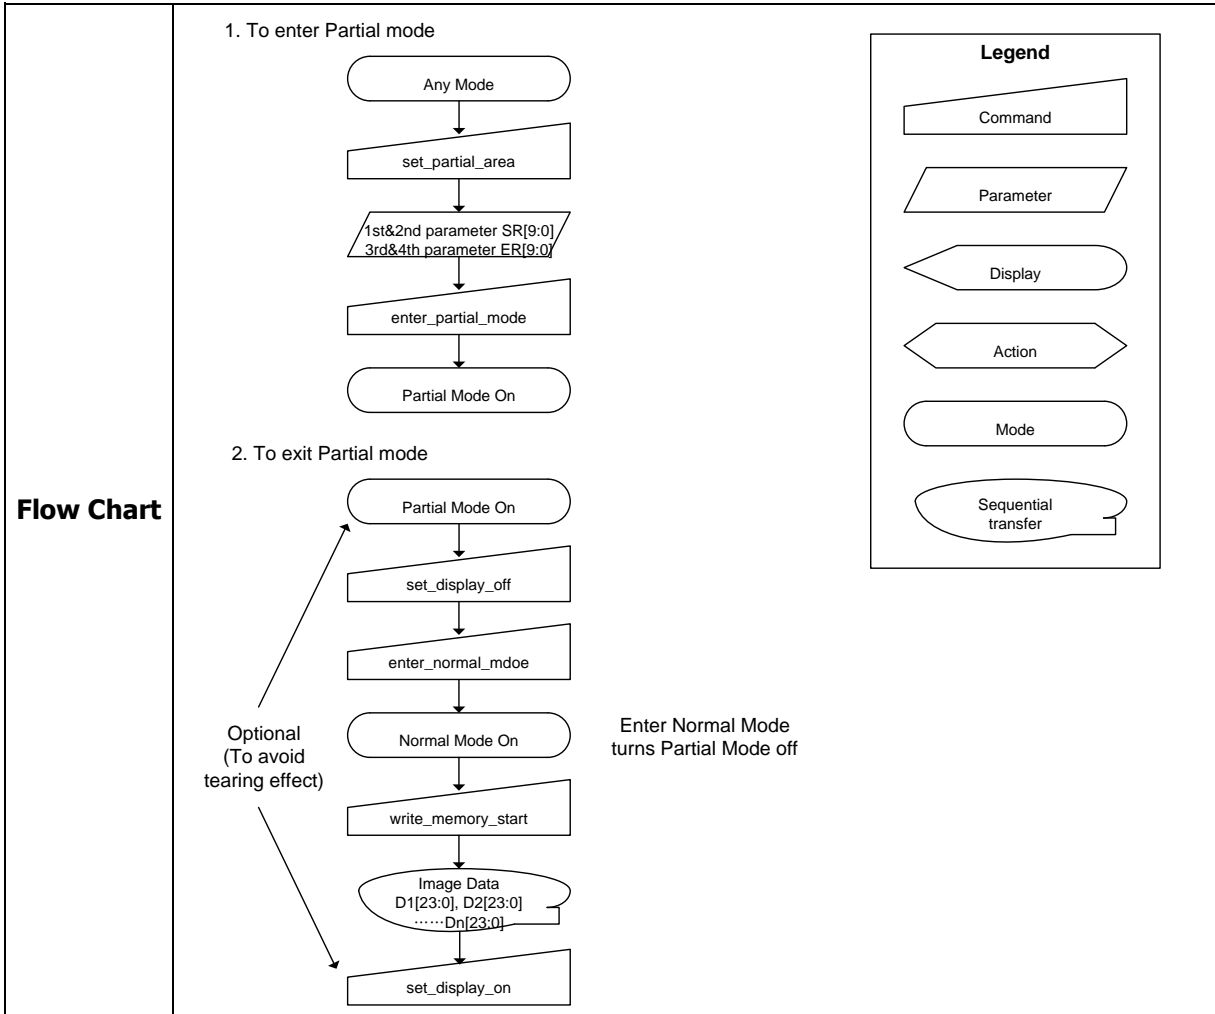 Flow Chart
1. To enter Partial mode
Any Mode
set_partial_area
1st&2nd parameter SR[9:0]
3rd&4th parameter ER[9:0]
enter_partial_mode
Partial Mode On
2. To exit Partial mode
Partial Mode On
set_display_off
enter_normal_mdoe
Optional
(To avoid
tearing effect)
Normal Mode On
Enter Normal Mode
turns Partial Mode off
write_memory_start
Image Data
D1[23:0], D2[23:0]
······Dn[23:0]
set_display_on
Legend
Command
Parameter
Display
Action
Mode
Sequential
transfer